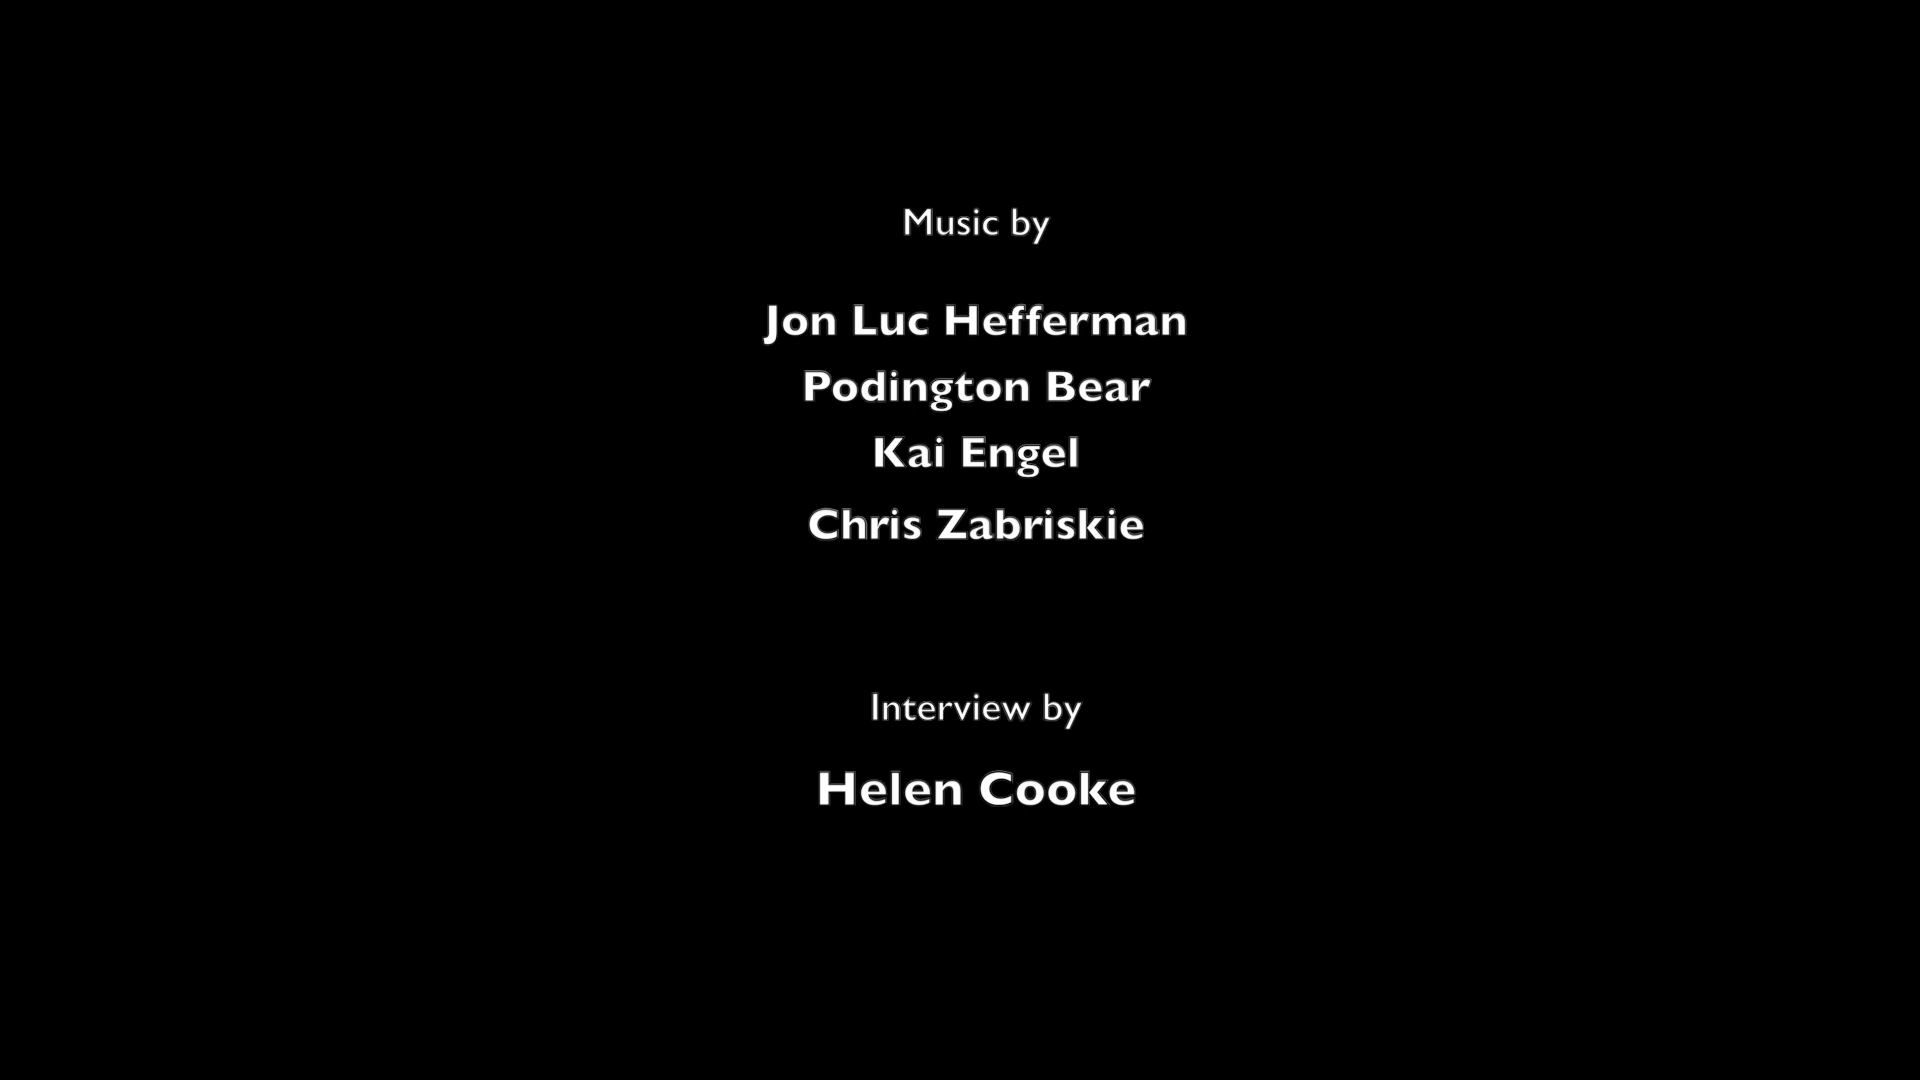 Music by
Jon Luc Hefferman
Podington Bear
Kai Engel
Chris Zabriskie
Interview by
Helen Cooke